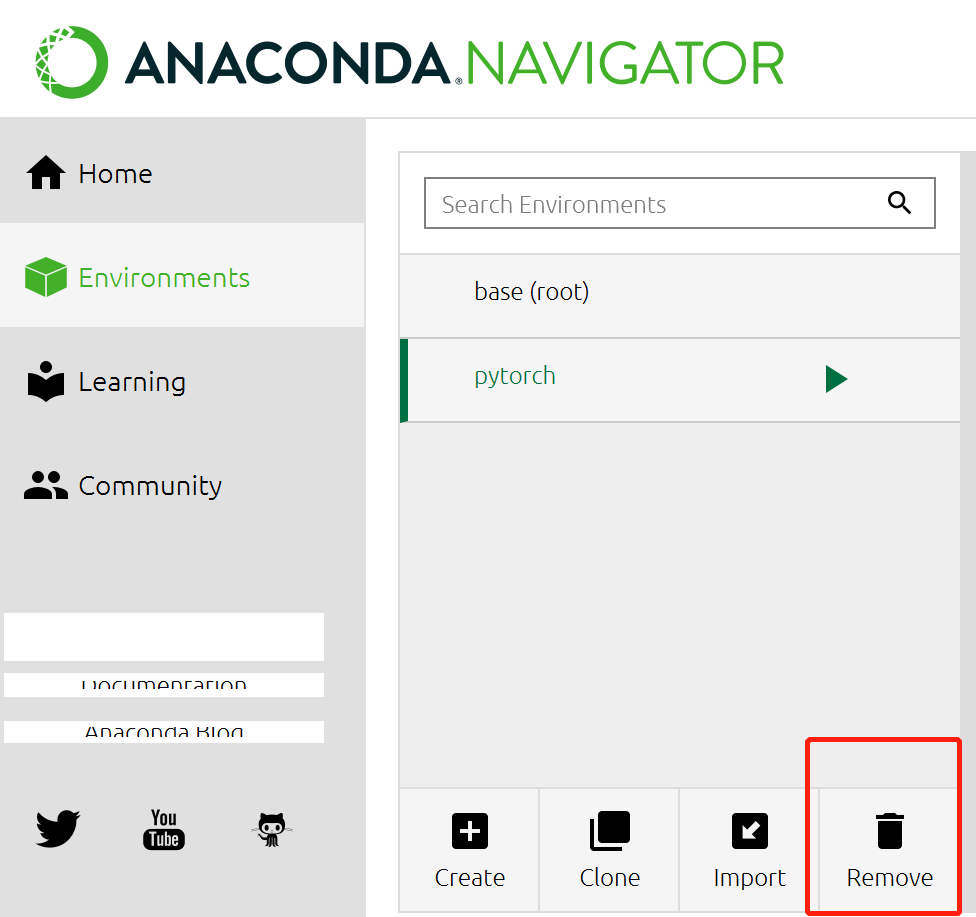 ANACONDA.NAVIGATOR
Home
Environments
Learning
Community
Documentation
Anaconda Blog
You
Tube
Search Environments
base (root)
pytorch
Create
Clone
Import
Remove